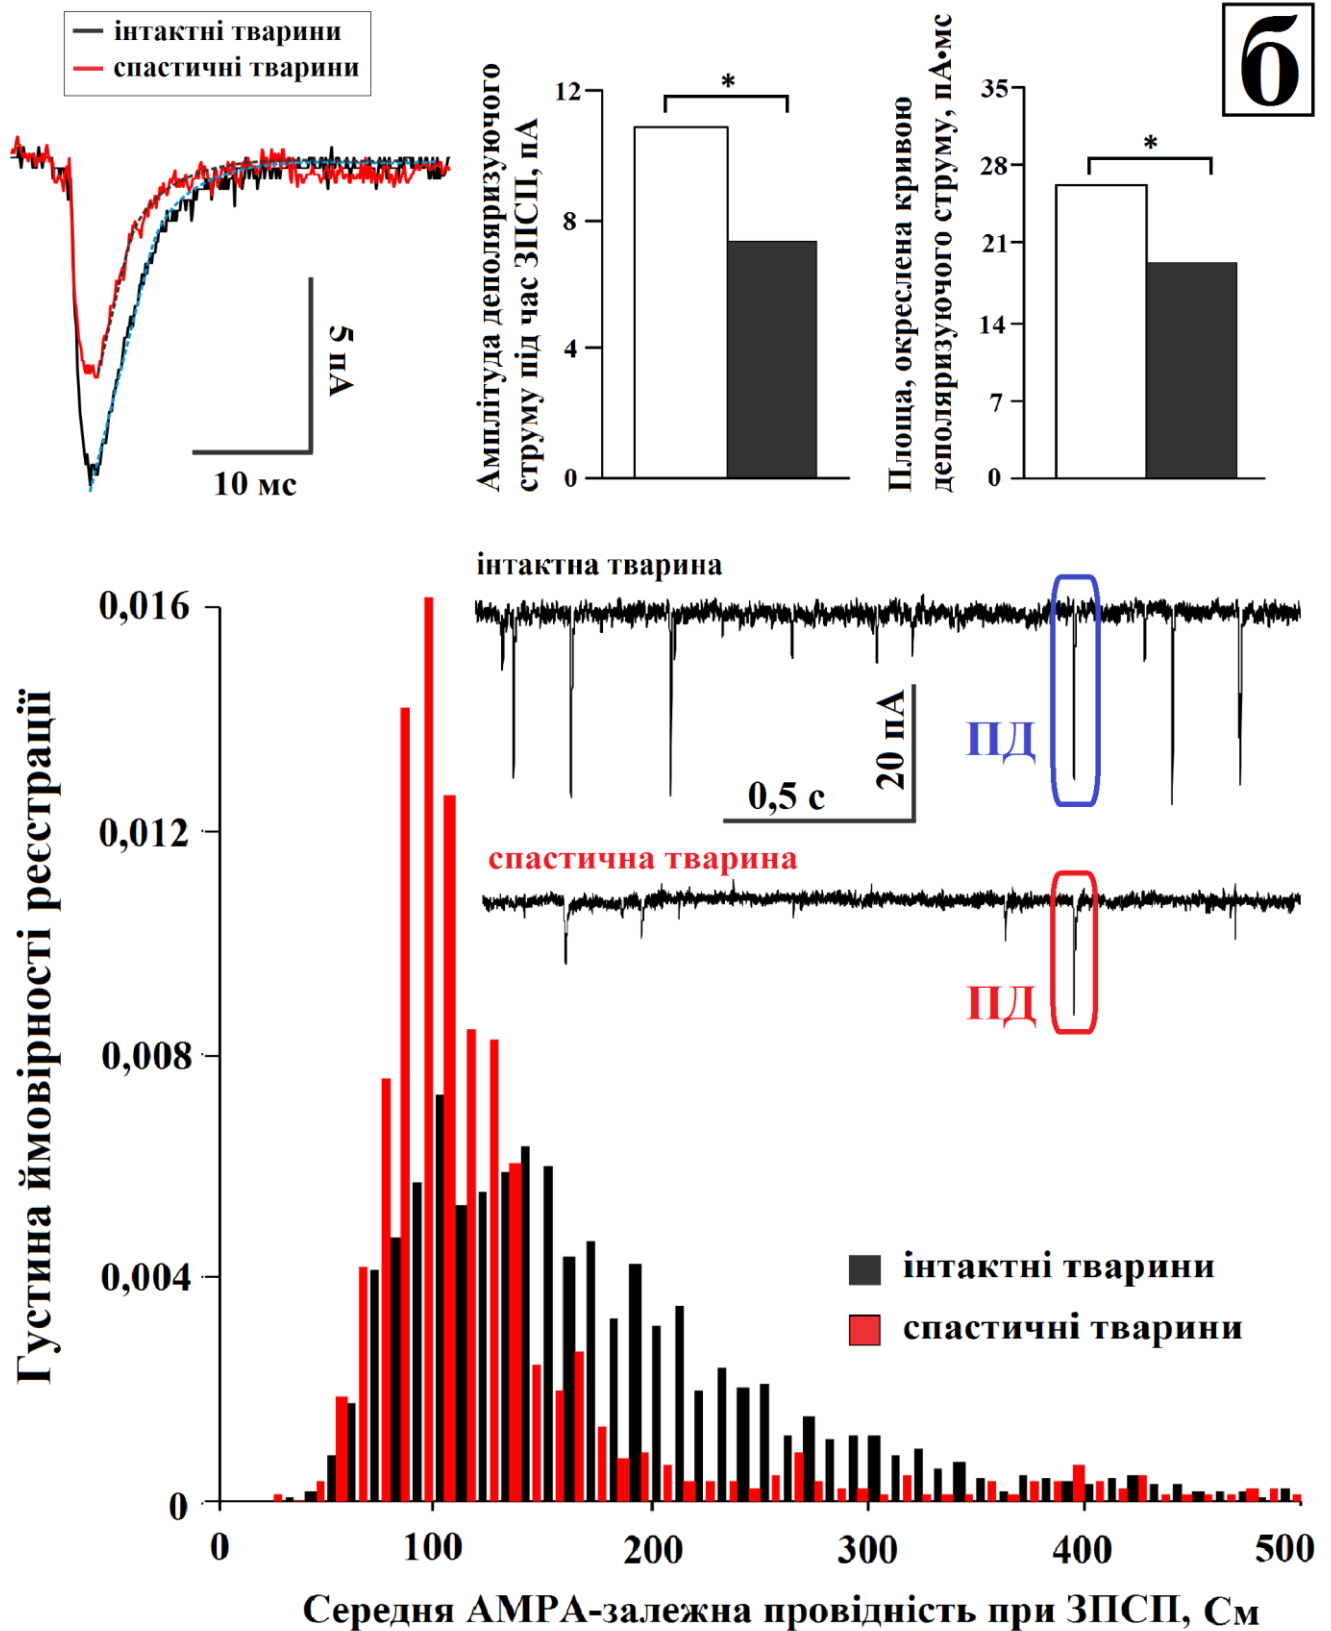 інтактні тварини
спастичні тварини
5 пА
10 мс
Амплітуда деполяризуючого
струму під час ЗПСП, пА
12
8
4
0
*
Площа, окреслена кривою
деполяризуючого струму, пА•мс
35
28
21
14
7
0
*
б
інтактна тварина
ПД
20 пА
0,5 с
спастична тварина
ПД
Густина ймовірності реєстрації
0,016
0,012
0,008
0,004
0
інтактні тварини
спастичні тварини
0 100 200 300 400 500
Середня АМРА-залежна провідність при ЗПСП, См